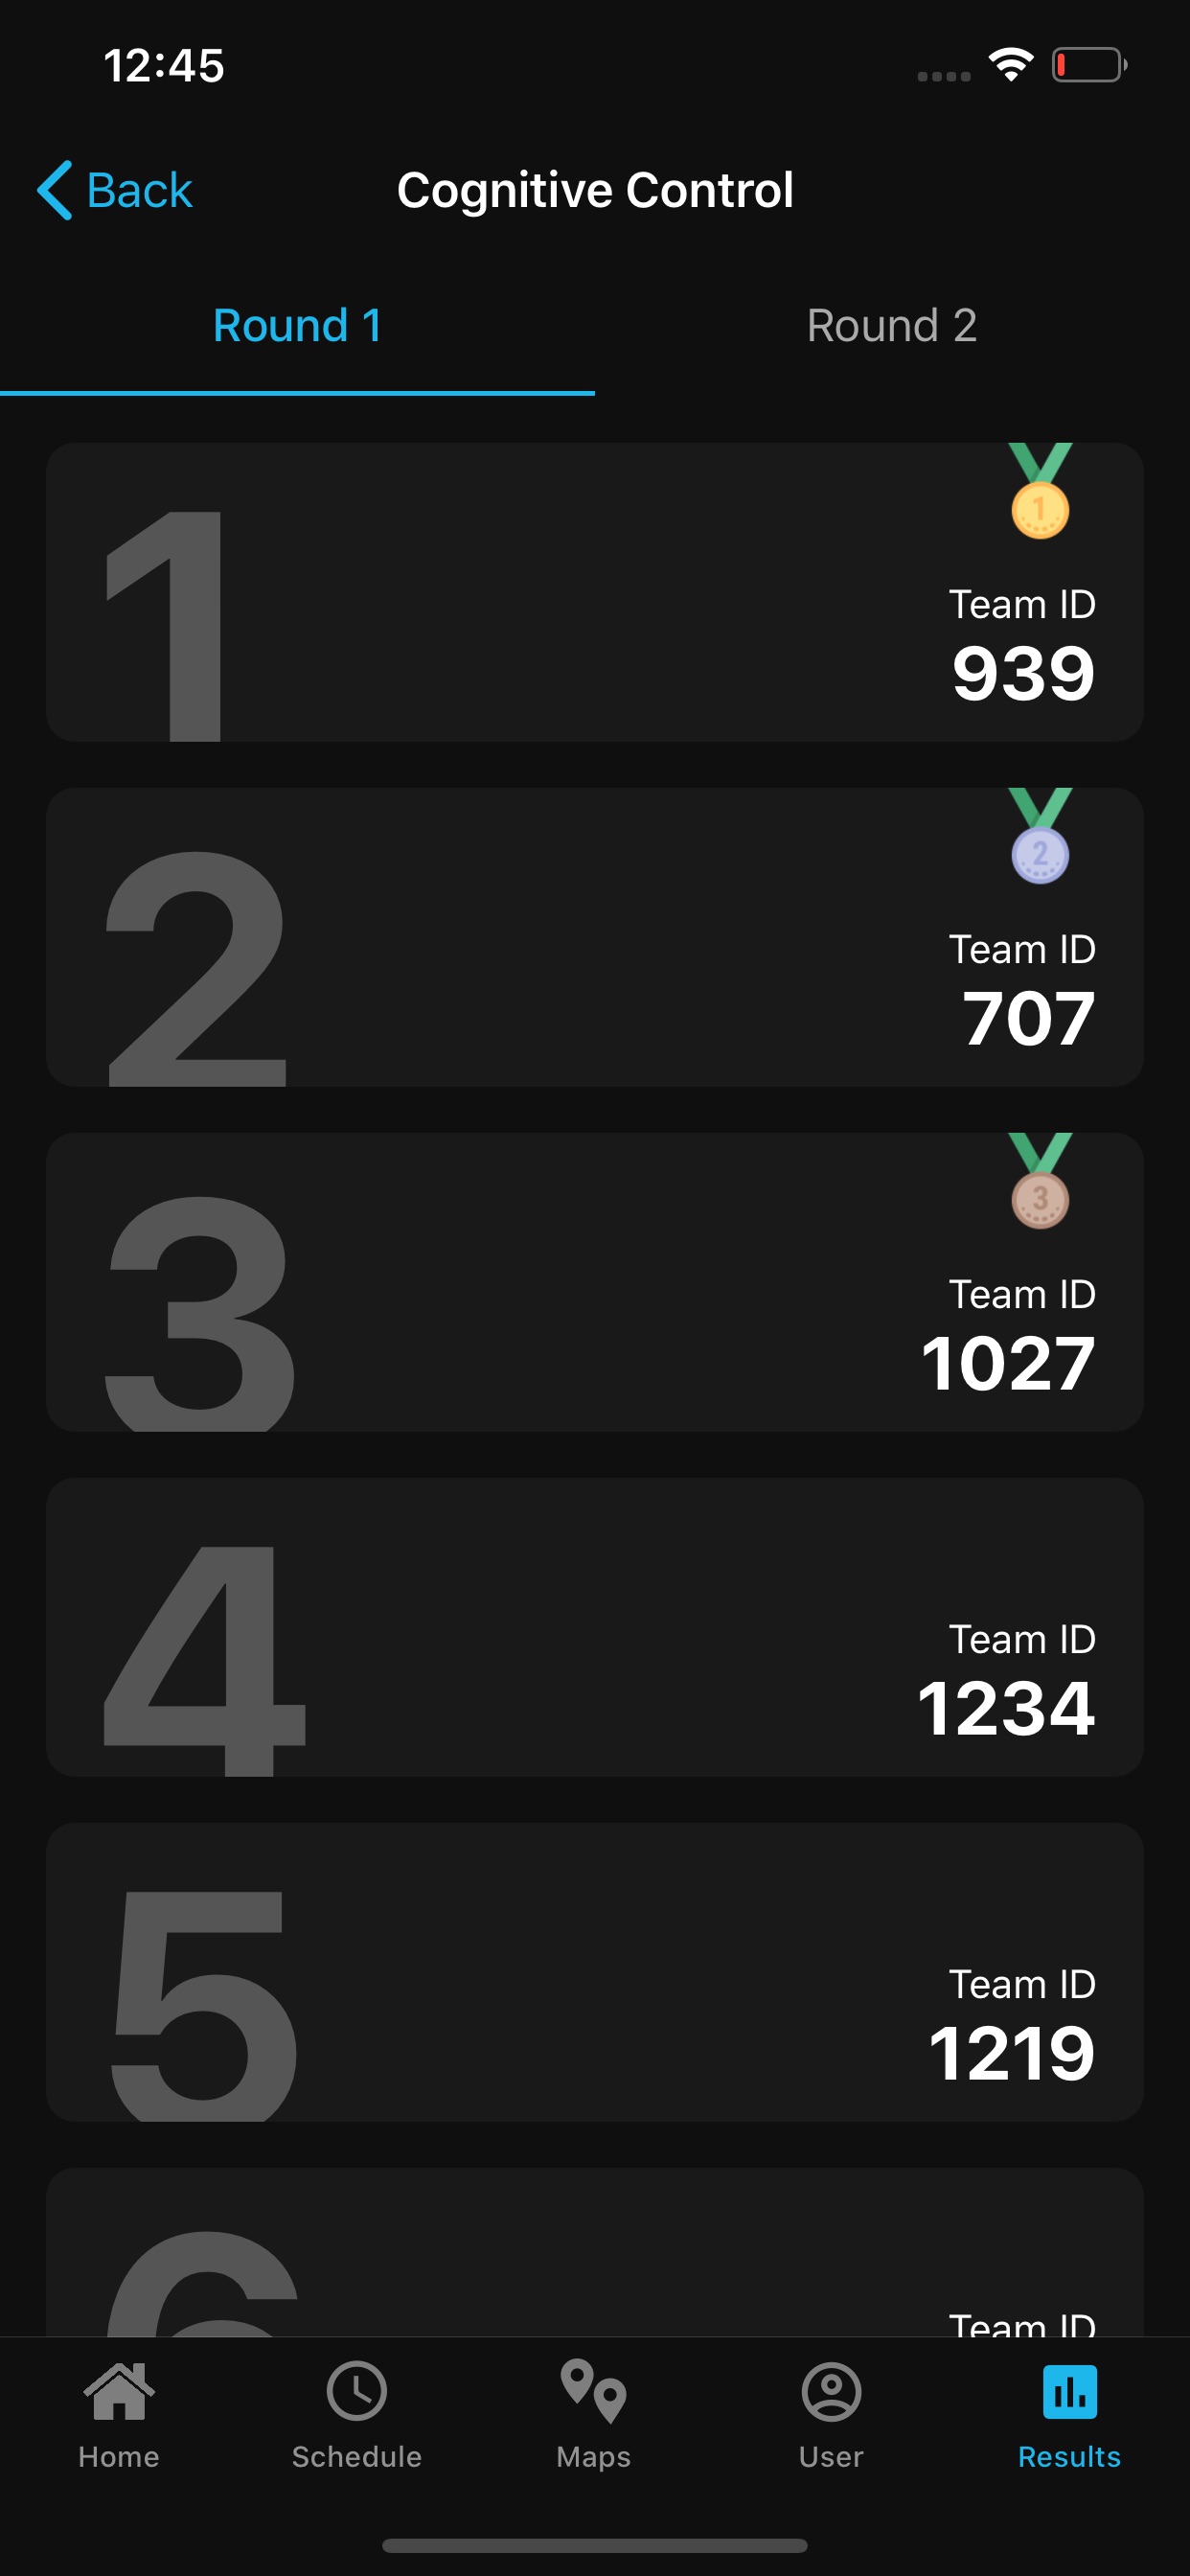 12:45
Back
Cognitive Control
Round 1
Round 2
1
1
Team ID
939
2
2
Team ID
707
3
3
Team ID
1027
4
Team ID
1234
5
Team ID
1219
6
Team ID
Home
Schedule
Maps
User
Results